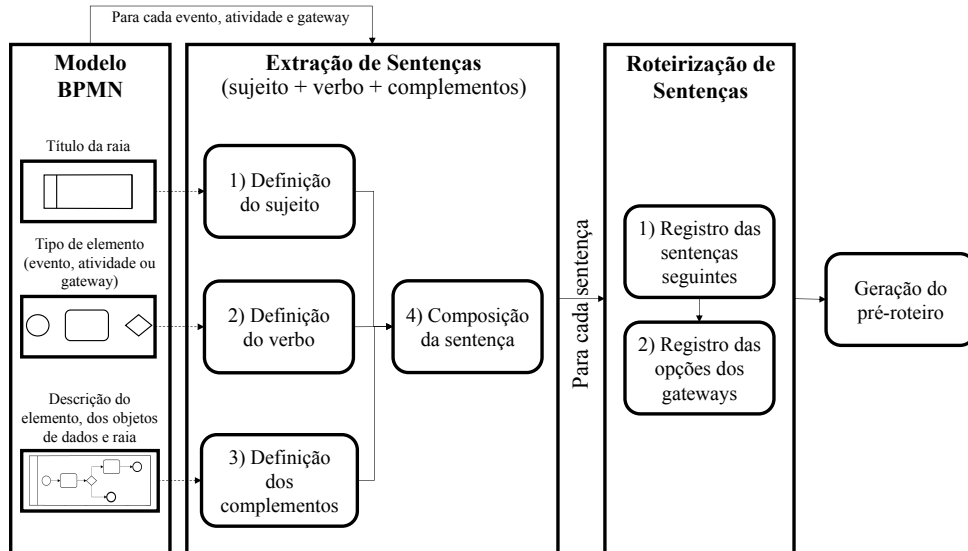 Para cada evento, atividade e gateway
Modelo
BPMN
Título da raia
Tipo de elemento
(evento, atividade ou
gateway)
Descrição do
elemento, dos objetos
de dados e raia
Extração de Sentenças
(sujeito + verbo + complementos)
1) Definição
do sujeito
2) Definição
do verbo
3) Definição
dos
complementos
4) Composição
da sentença
Para cada sentença
Roteirização de
Sentenças
1) Registro das
sentenças
seguintes
2) Registro das
opções dos
gateways
Geração do
pré-roteiro